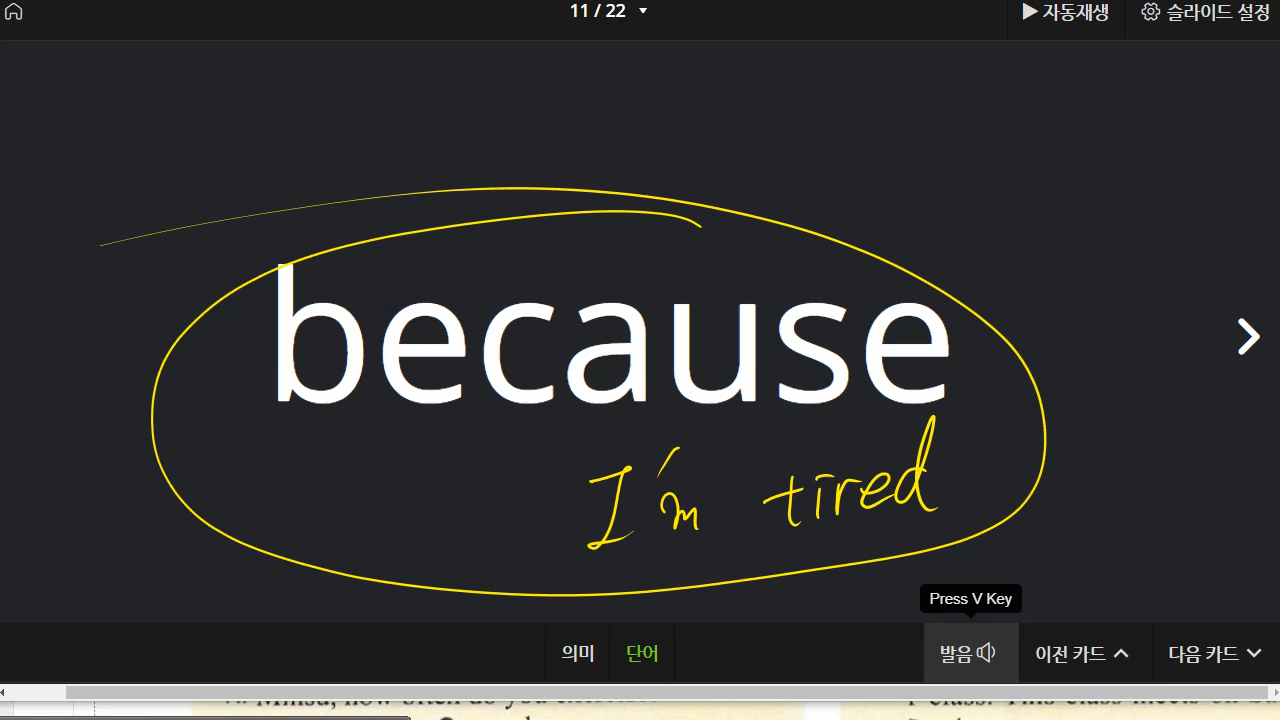 11 / 22
자동재생
슬라이드 설정
because
I'm tired
Press V Key
의미
단어
발음
이전 카드
다음 카드